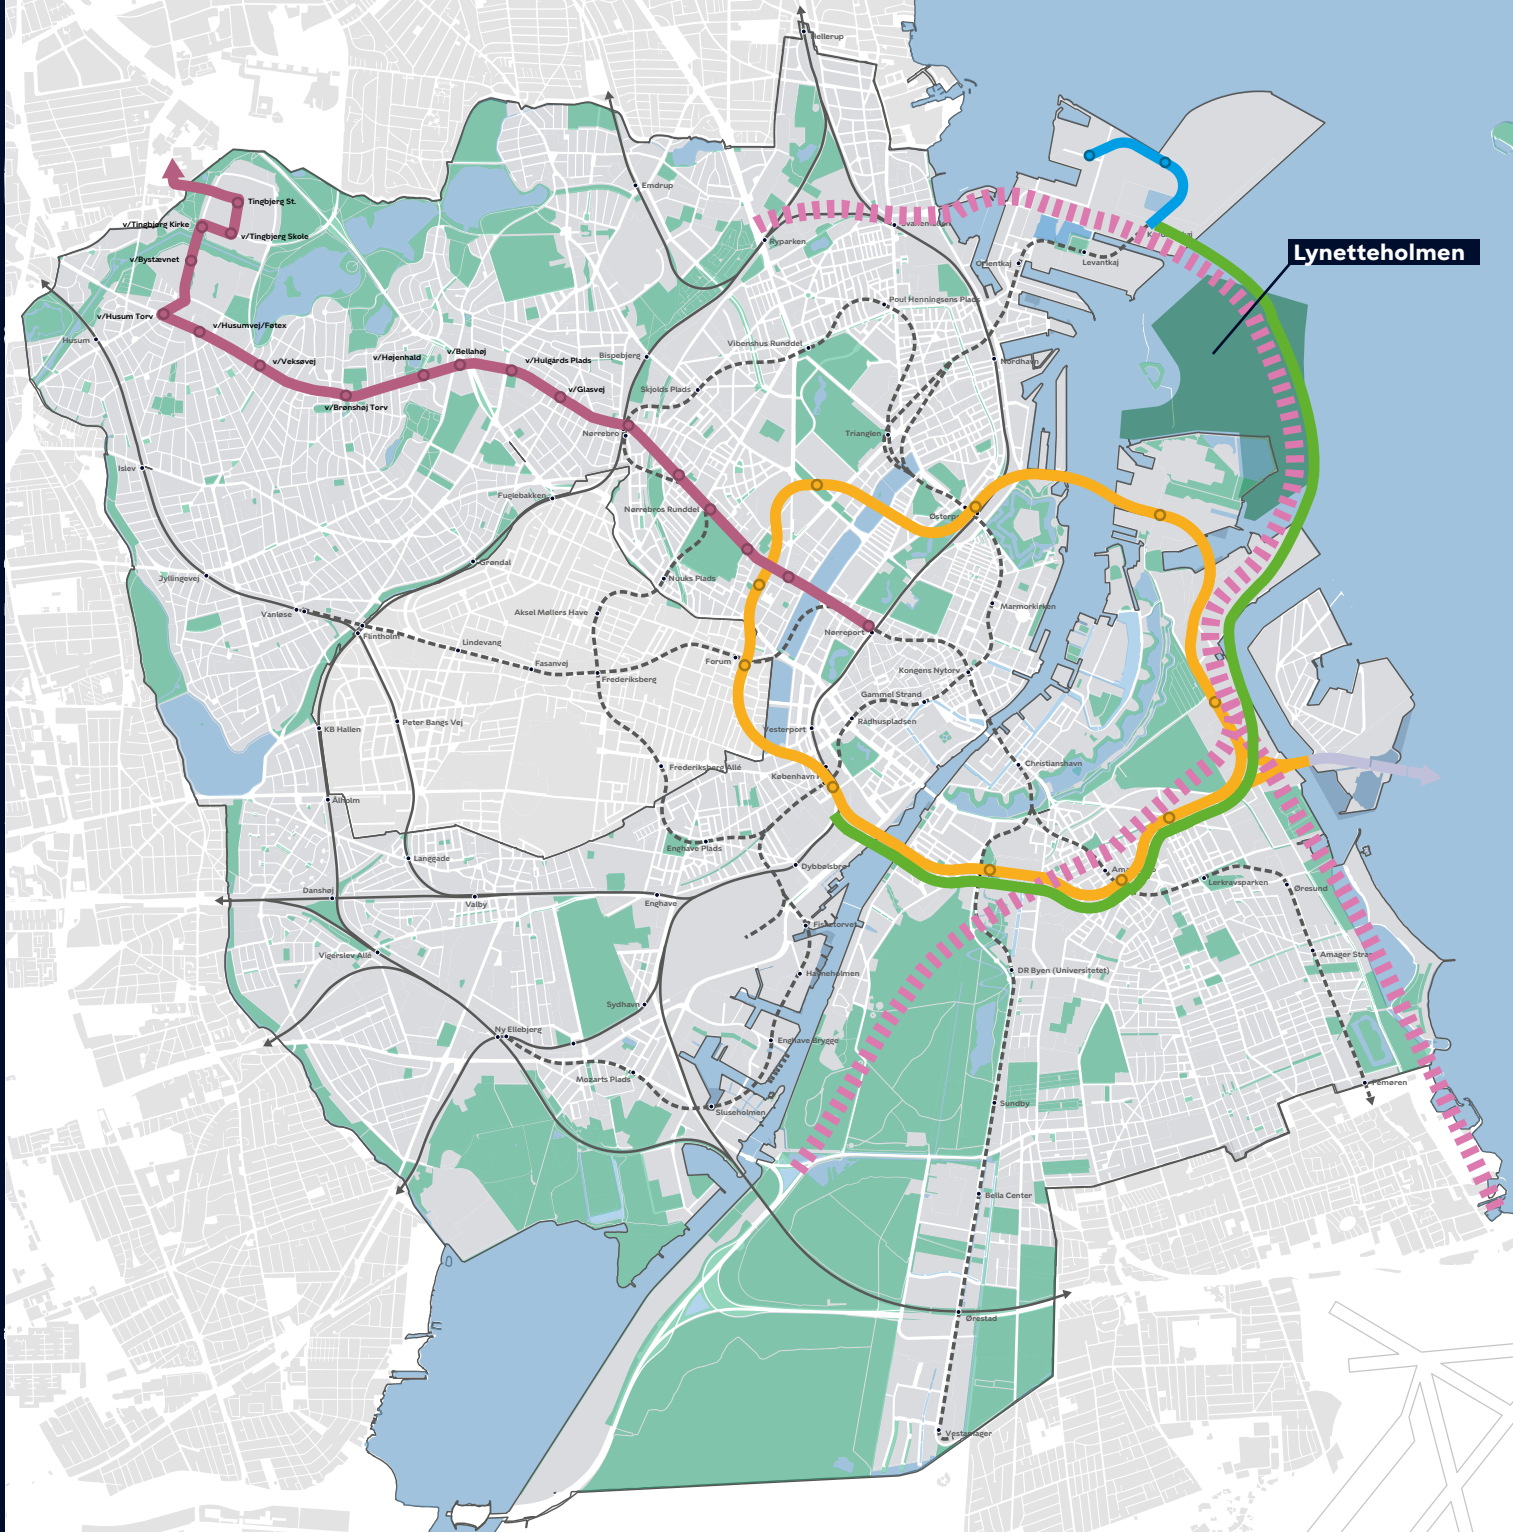 Hellerup
Emdrup
Tingbjerg St.
v/Tingbjerg Kirke
v/Tingbjerg Skole
Ryparken
v/Bystævnet
Orientkaj
Levantkaj
Lynetteholmen
Poul Henningsens Plads
v/Husum Torv
v/Husumvej/Føtex
Husum
Vibenshus Runddel
v/Højenhald
v/Bellahøj
v/Hulgårds Plads
Bispebjerg
v/Veksøvej
Nordhavn
Skjolds Plads
v/Glasvej
v/Brønshøj Torv
Nørrebro
Trianglen
Islev
Fuglebakken
Nørrebros Runddel
Grøndal
Jyllingevej
Nuuks Plads
Vanløse
Aksel Møllers Have
Marmorkirken
Flintholm
Nørreport
Lindevang
Fasanvej
Forum
Frederiksberg
Kongens Nytorv
Gammel Strand
Peter Bangs Vej
Rådhuspladsen
KB Hallen
Vesterport
Christianshavn
Frederiksberg Allé
København
Ålholm
Enghave Plads
Langgade
Dybbølsbro
Danshøj
Lerkravsparken
Øresund
Valby
Enghave
Fisketorvet
Vigerslev Allé
Amager Strand
DR Byen (Universitetet)
Havneholmen
Sydhavn
Ny Ellebjerg
Enghave Brygge
Mozarts Plads
Femøren
Sluseholmen
Sundby
Bella Center
Ørestad
Vestamager